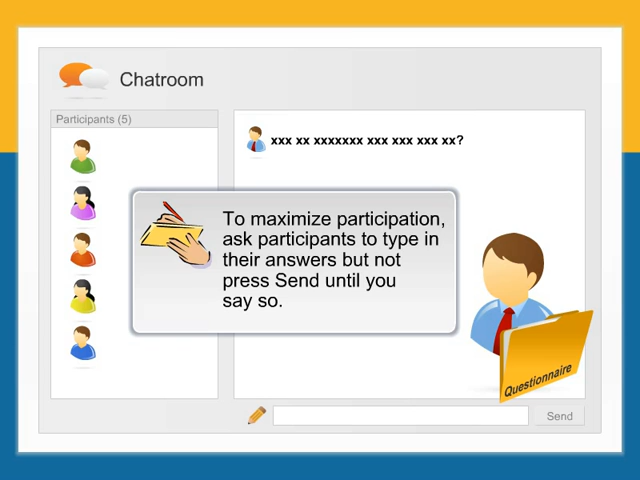 Chatroom
Participants (5)
xxx xx xxxxxxx xxx xxx xxx xx?
To maximize participation,
ask participants to type in
their answers but not
press Send until you
say so.
Questionnaire
Send